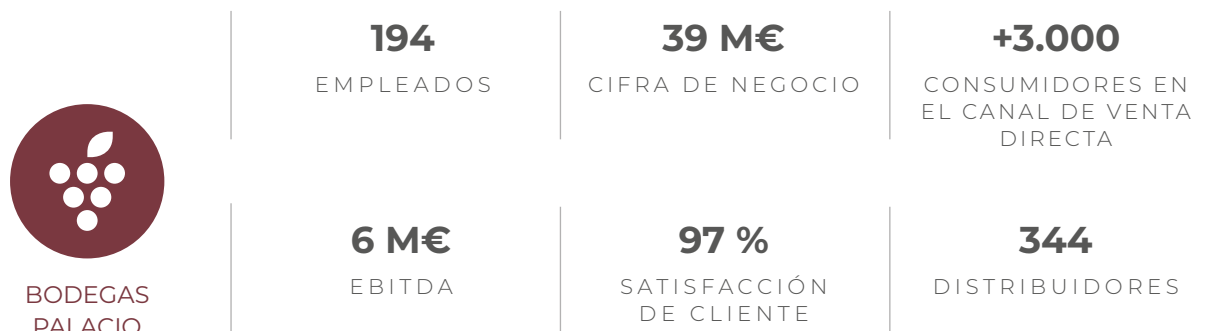 194
EMPLEADOS
39 M€
CIFRA DE NEGOCIO
+3.000
CONSUMIDORES EN
EL CANAL DE VENTA
DIRECTA
BODEGAS
PALACIO
6 M€
EBITDA
97 %
SATISFACCIÓN
DE CLIENTE
344
DISTRIBUIDORES